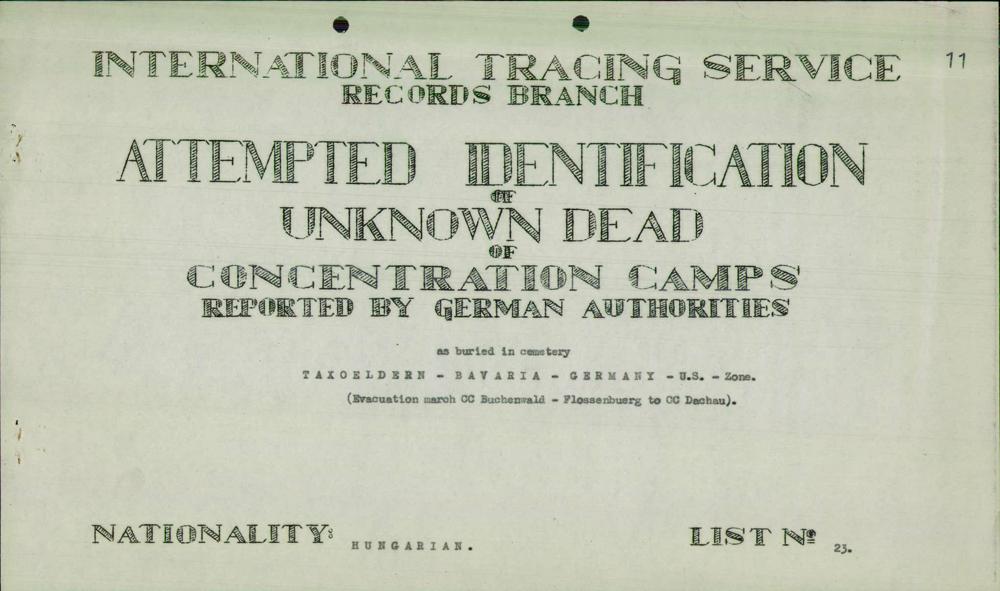 INTERNATIONAL TRACING SERVICE 11
RECORDS BRANCH
ATTEMPTED IDENTIFICATION
OF
UNKNOWN DEAD
OF
CONCENTRATION CAMPS
REPORTED BY GERMAN AUTHORITIES
as buried in cemetery
TAXOELDERN - BAVARIA - GERMANY - U.S. - Zone.
(Evacuation march CC Buchenwald - Flossenbuerg to CC Dachau).
NATIONALITY: HUNGARIAN. LIST Nº 23.